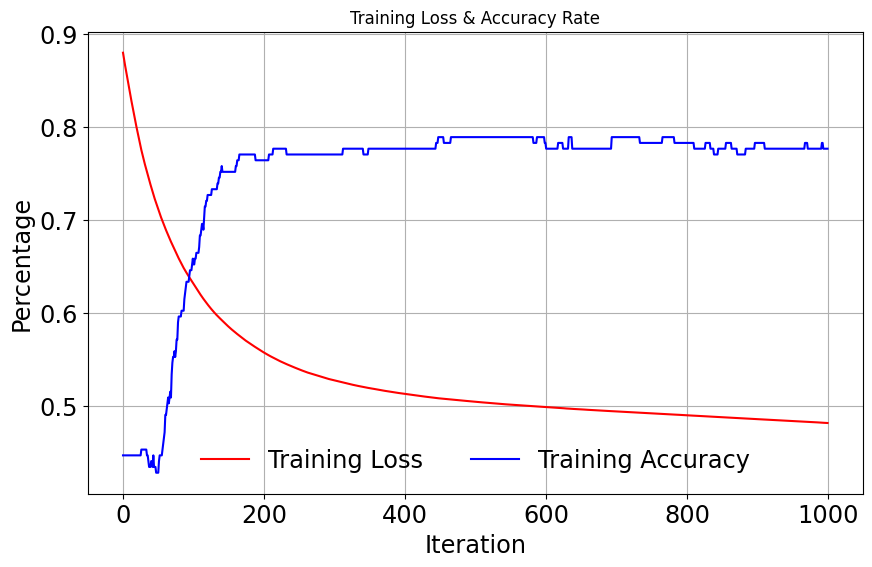 Training Loss & Accuracy Rate
Percentage
0.9
0.8
0.7
0.6
0.5
Training Loss
Training Accuracy
0 200 400 600 800 1000
Iteration